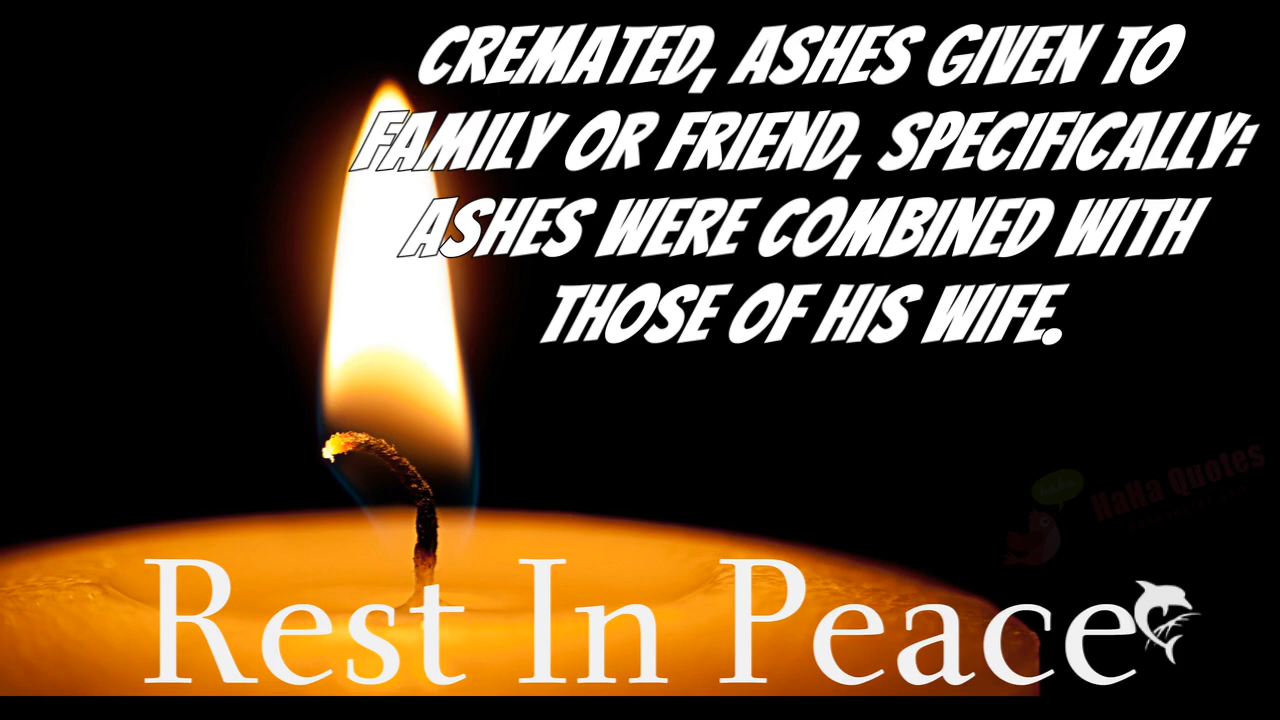 CREMATED, ASHES GIVEN TO
FAMILY OR FRIEND, SPECIFICALLY:
ASHES WERE COMBINED WITH
THOSE OF HIS WIFE.
HaHa Quotes
Rest In Peace